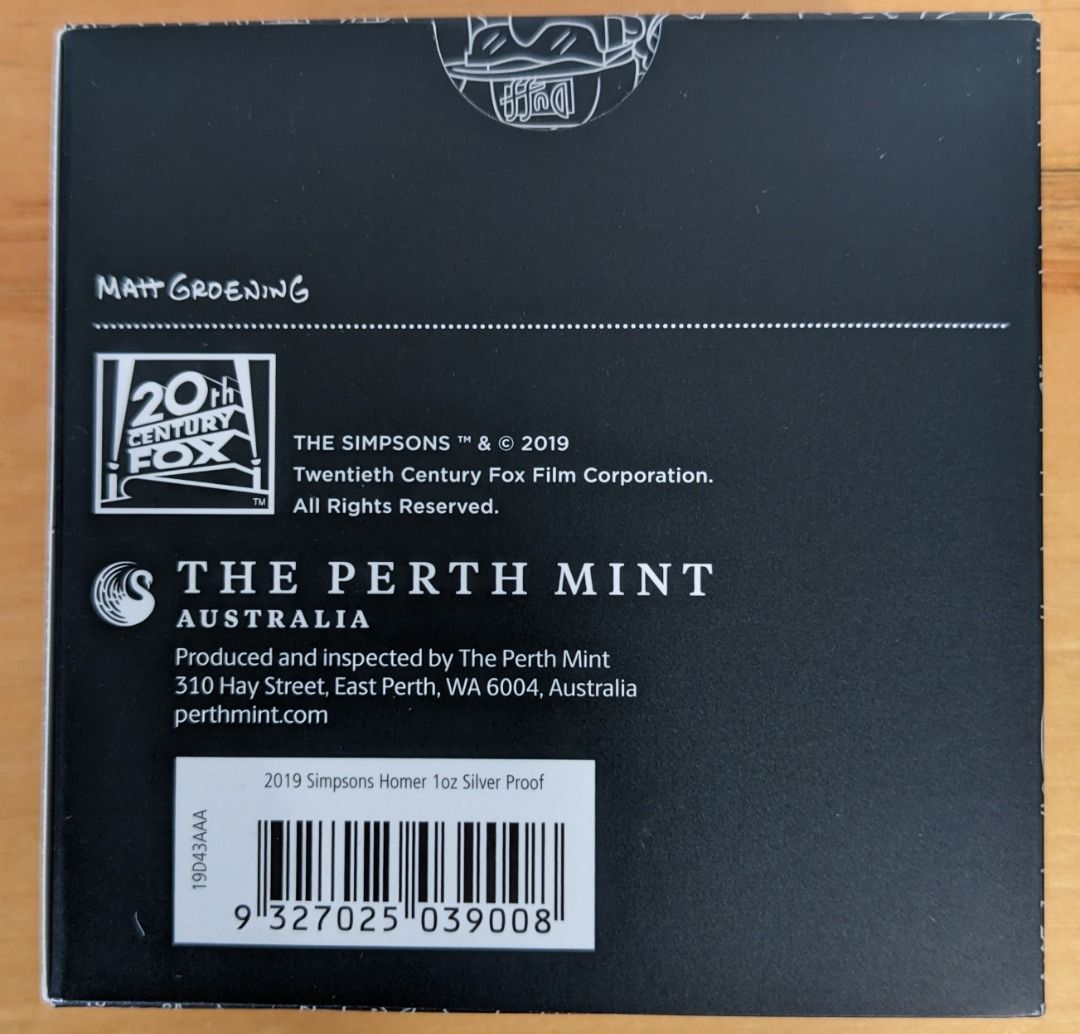 Duff
MATT GROENING
20th
CENTURY
FOX
TM
THE SIMPSONS ™ & © 2019
Twentieth Century Fox Film Corporation.
All Rights Reserved.
THE PERTH MINT
AUSTRALIA
Produced and inspected by The Perth Mint
310 Hay Street, East Perth, WA 6004, Australia
perthmint.com
2019 Simpsons Homer 1oz Silver Proof
19D43AAA
9 327025 039008